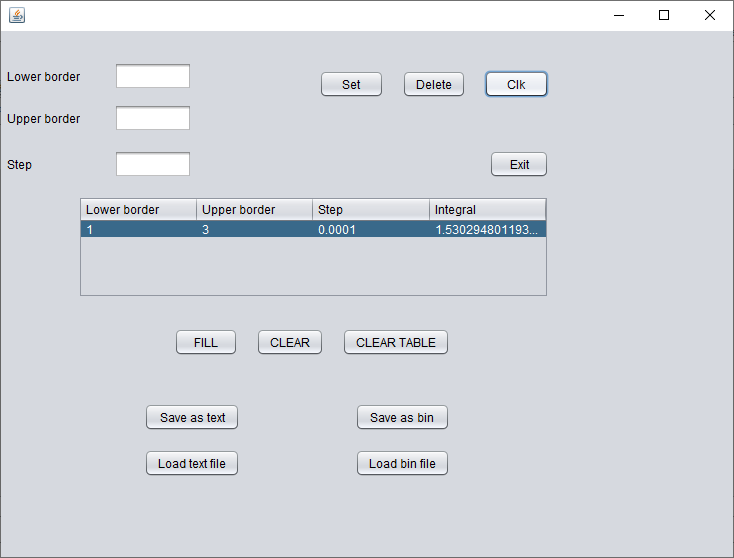 Lower border
Set Delete Clk
Upper border
Step
Exit
Lower border Upper border Step Integral
1 3 0.0001 1.530294801193...
FILL CLEAR CLEAR TABLE
Save as text Save as bin
Load text file Load bin file